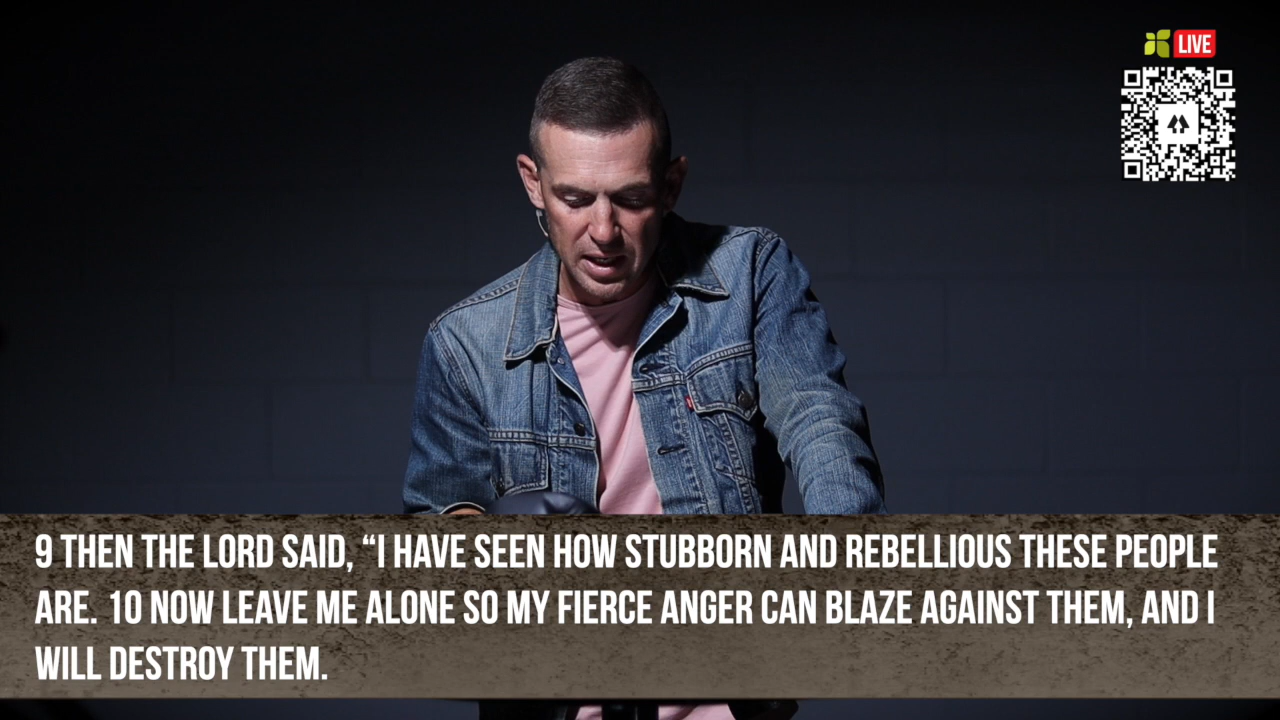 LIVE
9 THEN THE LORD SAID, “I HAVE SEEN HOW STUBBORN AND REBELLIOUS THESE PEOPLE
ARE. 10 NOW LEAVE ME ALONE SO MY FIERCE ANGER CAN BLAZE AGAINST THEM, AND I
WILL DESTROY THEM.